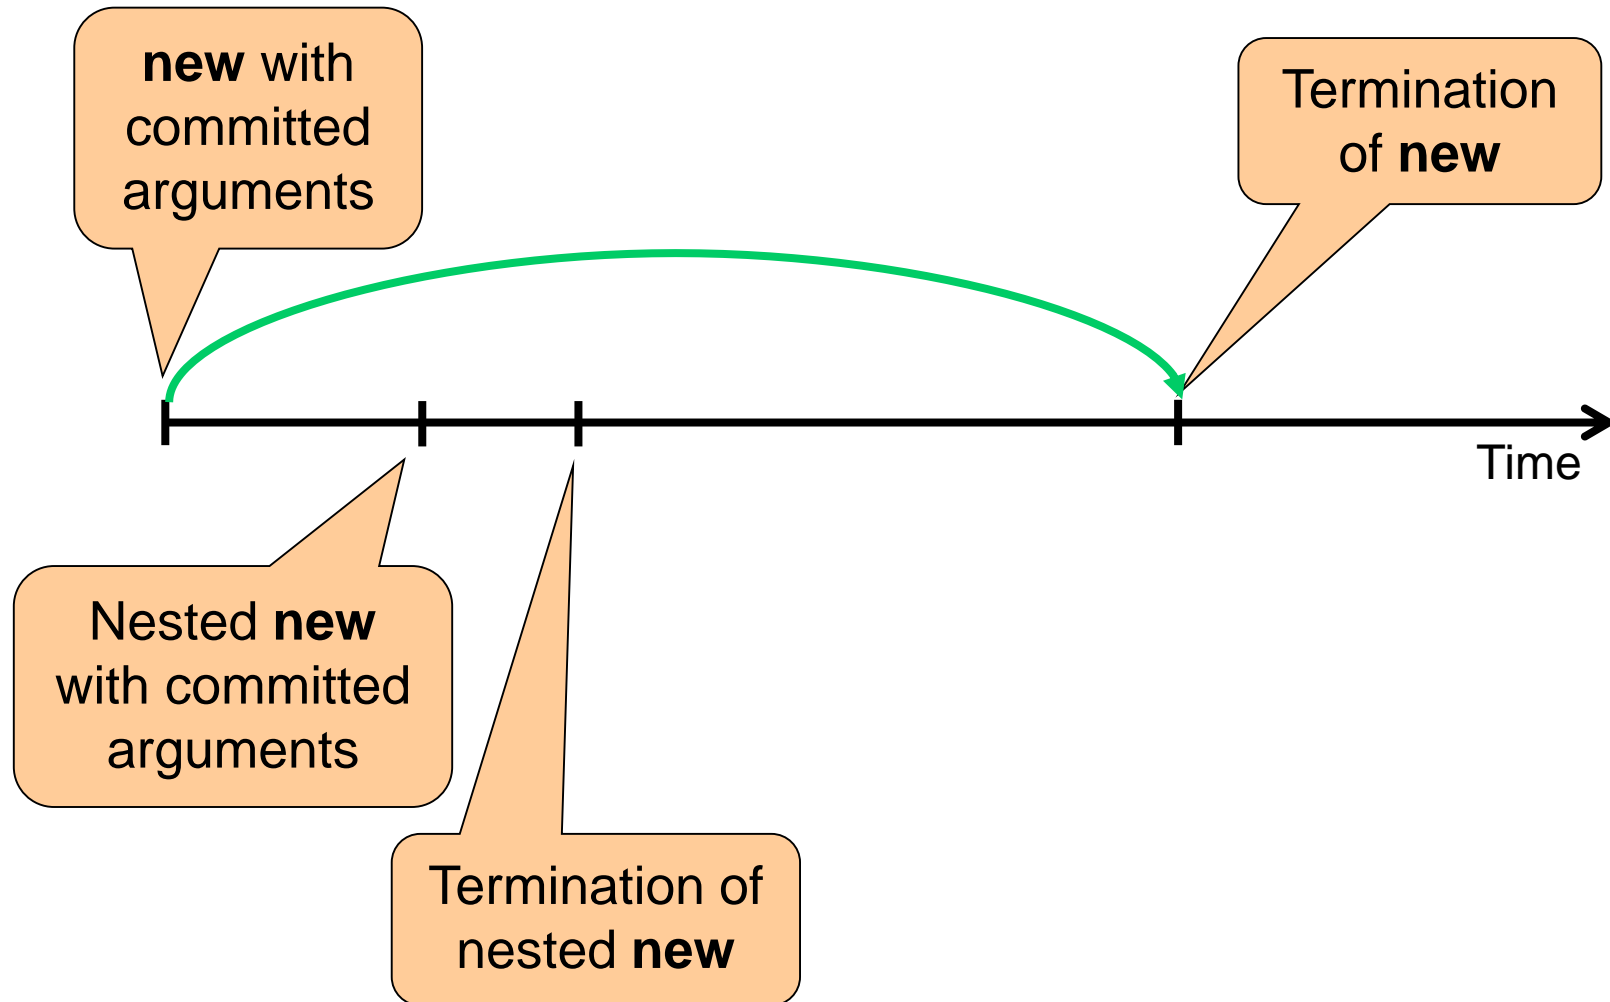 new with
committed
arguments
Termination
of new
Time
Nested new
with committed
arguments
Termination of
nested new